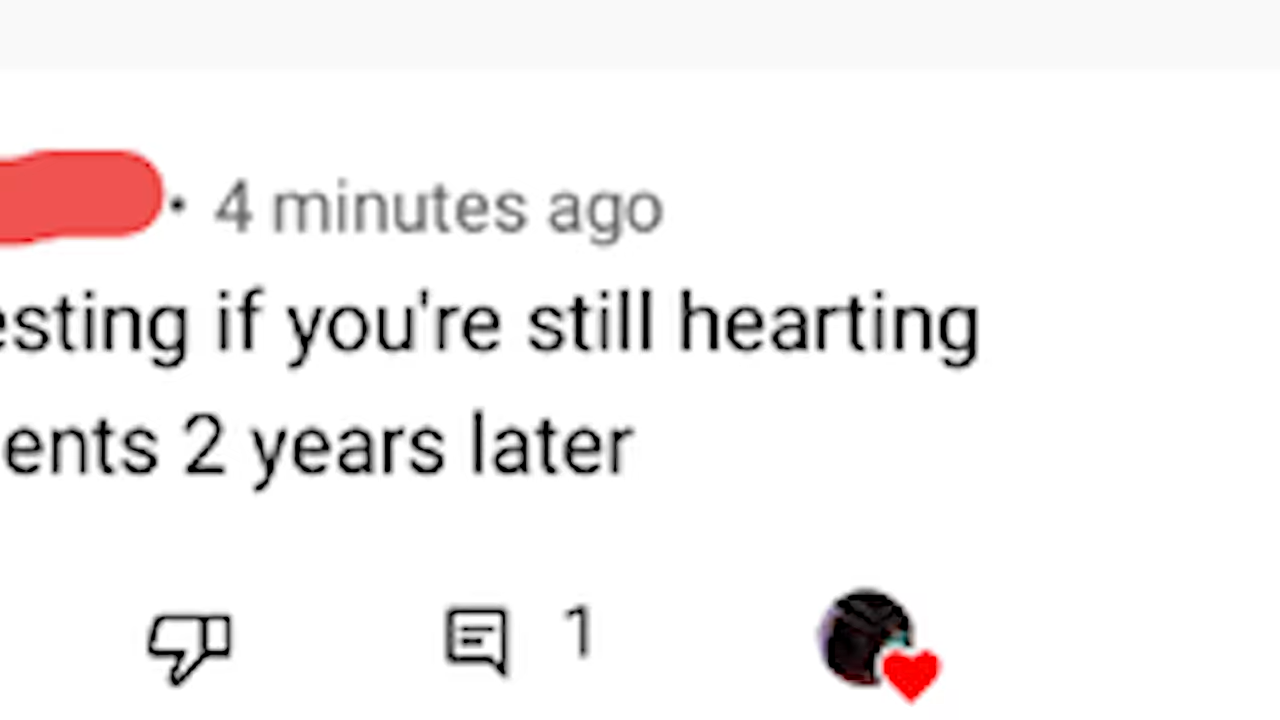 · 4 minutes ago
esting if you're still hearting
ents 2 years later
1